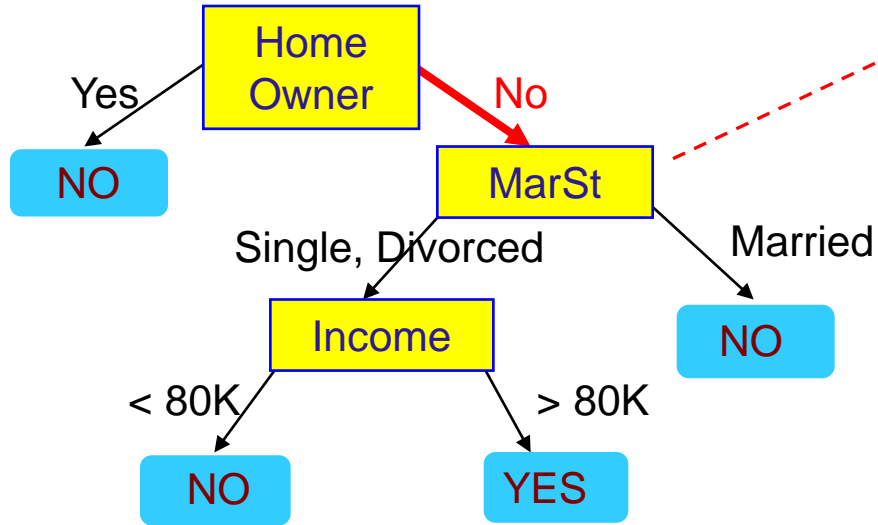 Home
Owner
Yes
No
NO
MarSt
Single, Divorced
Married
Income
NO
< 80K
> 80K
NO
YES